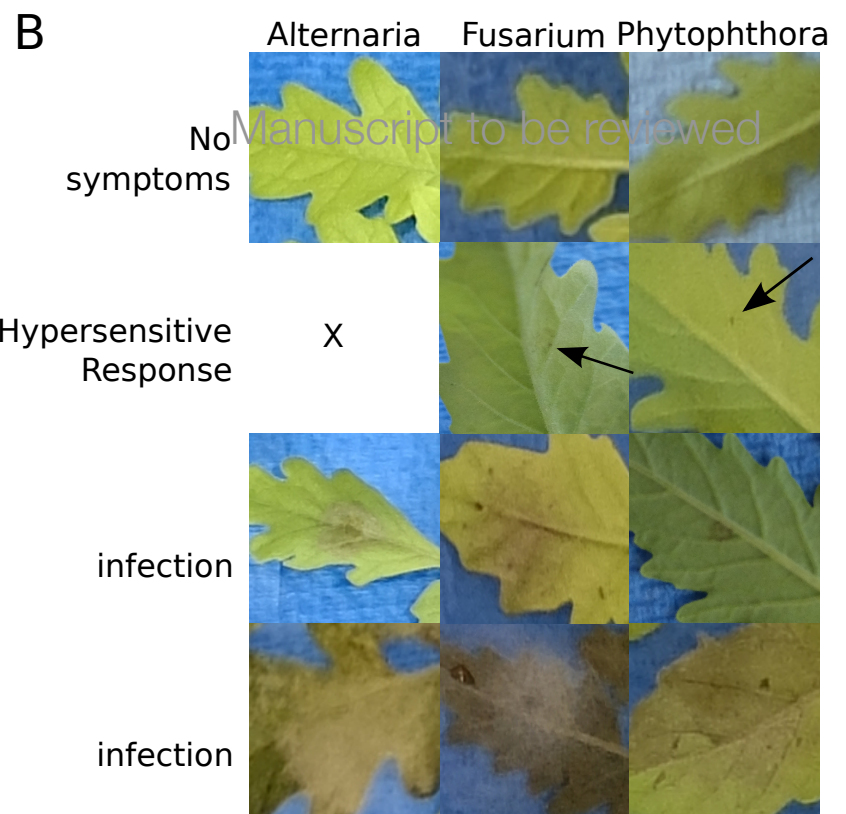 B
Alternaria Fusarium Phytophthora
No
symptoms
Manuscript to be reviewed
Hypersensitive
Response
X
infection
infection